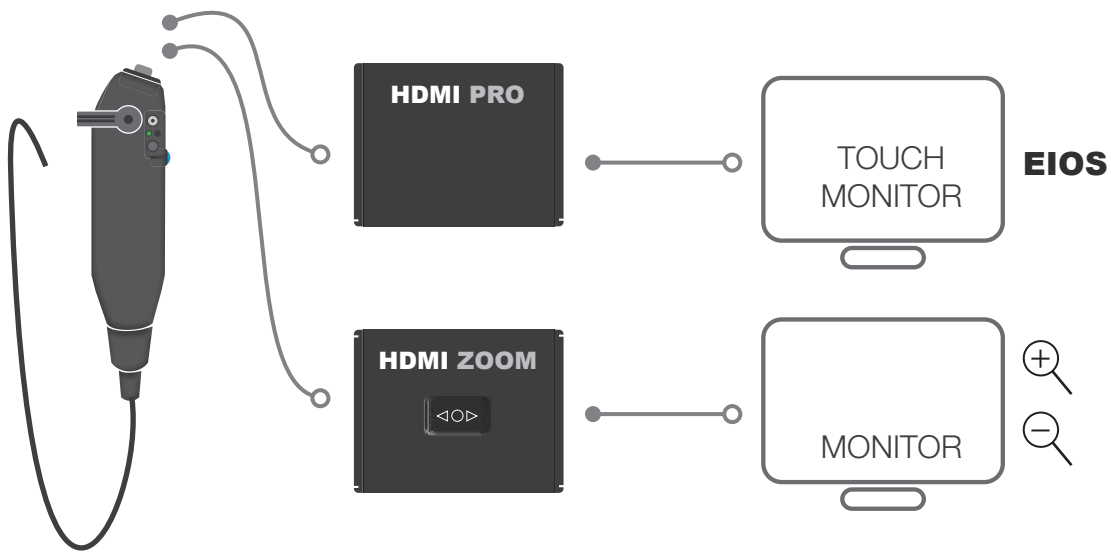 HDMI PRO
TOUCH
MONITOR
EIOS
HDMI ZOOM
MONITOR